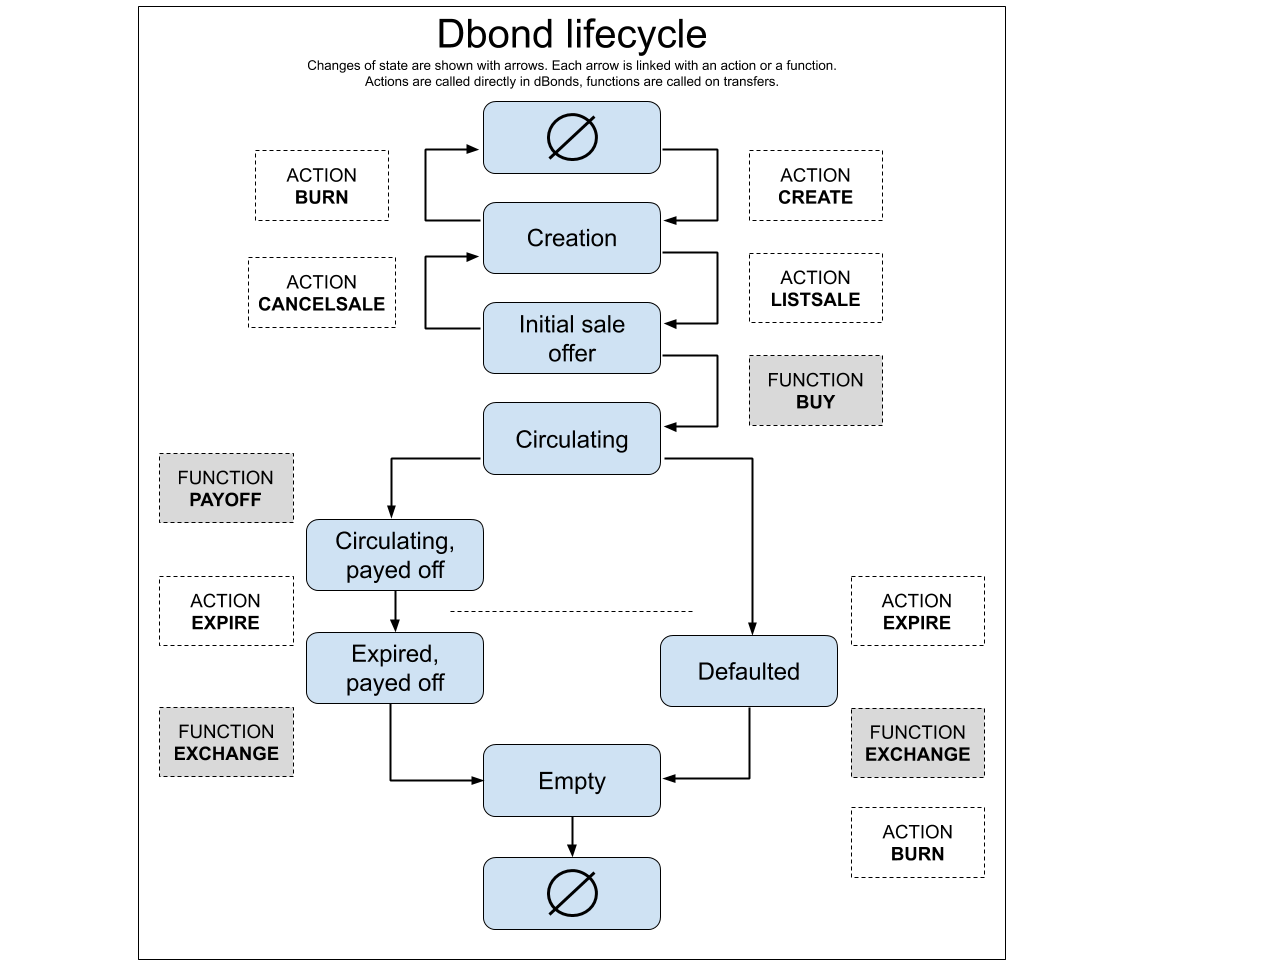 Dbond lifecycle
Changes of state are shown with arrows. Each arrow is linked with an action or a function.
Actions are called directly in dBonds, functions are called on transfers.
∅
ACTION
BURN
ACTION
CREATE
Creation
ACTION
CANCELSALE
ACTION
LISTSALE
Initial sale
offer
FUNCTION
BUY
Circulating
FUNCTION
PAYOFF
Circulating,
payed off
ACTION
EXPIRE
ACTION
EXPIRE
Expired,
payed off
Defaulted
FUNCTION
EXCHANGE
FUNCTION
EXCHANGE
Empty
ACTION
BURN
∅